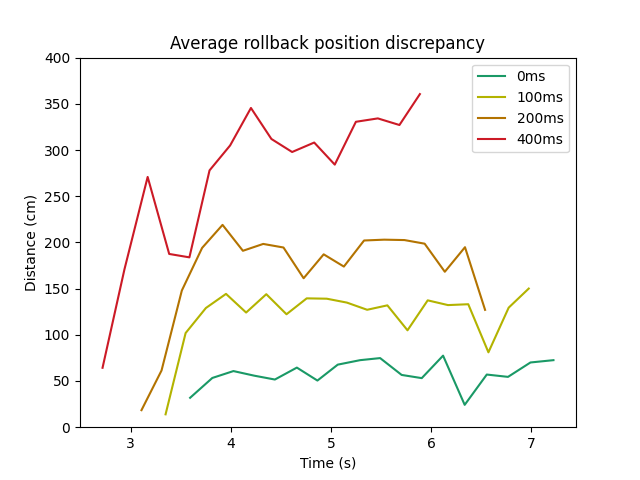 Average rollback position discrepancy
400
350
300
250
200
150
100
50
0
Distance (cm)
0ms
100ms
200ms
400ms
3 4 5 6 7
Time (s)